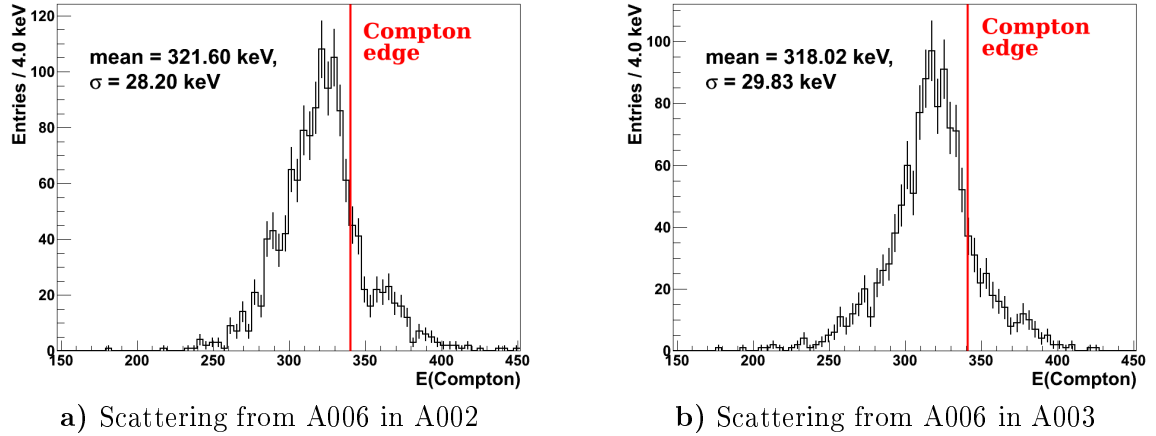 Entries / 4.0 keV
120
100
80
60
40
20
0
mean = 321.60 keV,
σ = 28.20 keV
Compton
edge
150 200 250 300 350 400 450
E(Compton)
a) Scattering from A006 in A002
Entries / 4.0 keV
100
80
60
40
20
0
mean = 318.02 keV,
σ = 29.83 keV
Compton
edge
150 200 250 300 350 400 450
E(Compton)
b) Scattering from A006 in A003